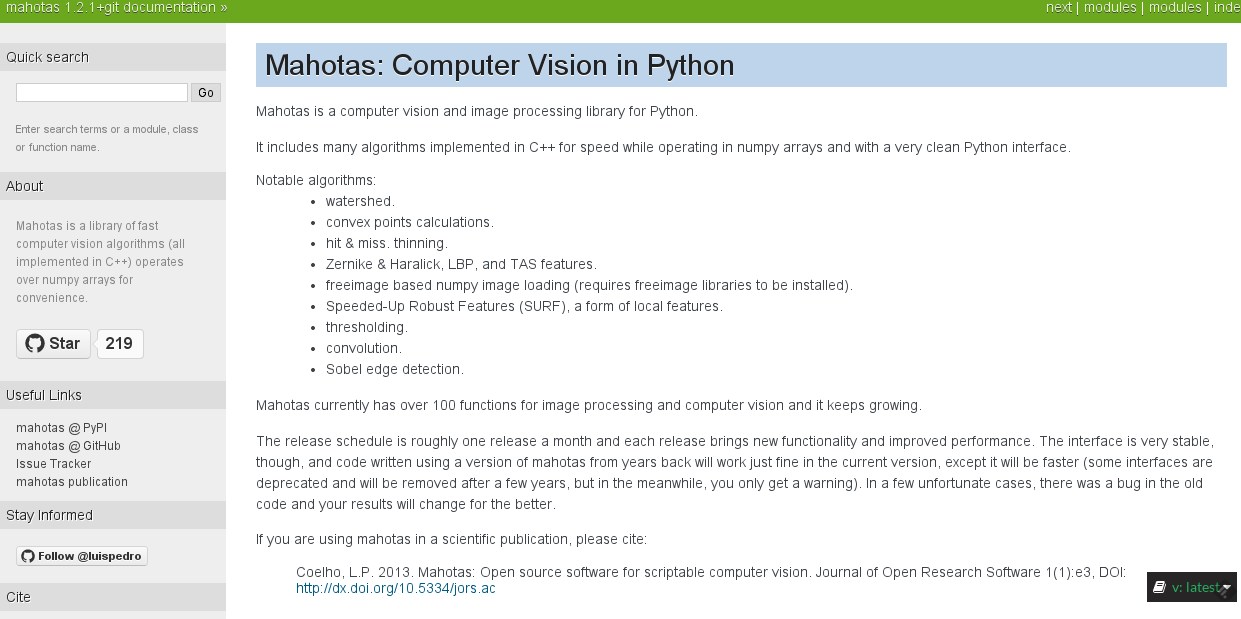 mahotas 1.2.1+git documentation »
next | modules | modules | inde
Quick search
Go
Enter search terms or a module, class
or function name.
About
Mahotas is a library of fast
computer vision algorithms (all
implemented in C++) operates
over numpy arrays for
convenience.
Star 219
Useful Links
mahotas @ PyPI
mahotas @ GitHub
Issue Tracker
mahotas publication
Stay Informed
Follow @luispedro
Cite
Mahotas: Computer Vision in Python
Mahotas is a computer vision and image processing library for Python.
It includes many algorithms implemented in C++ for speed while operating in numpy arrays and with a very clean Python interface.
Notable algorithms:
• watershed.
• convex points calculations.
• hit & miss. thinning.
• Zernike & Haralick, LBP, and TAS features.
• freeimage based numpy image loading (requires freeimage libraries to be installed).
• Speeded-Up Robust Features (SURF), a form of local features.
• thresholding.
• convolution.
• Sobel edge detection.
Mahotas currently has over 100 functions for image processing and computer vision and it keeps growing.
The release schedule is roughly one release a month and each release brings new functionality and improved performance. The interface is very stable,
though, and code written using a version of mahotas from years back will work just fine in the current version, except it will be faster (some interfaces are
deprecated and will be removed after a few years, but in the meanwhile, you only get a warning). In a few unfortunate cases, there was a bug in the old
code and your results will change for the better.
If you are using mahotas in a scientific publication, please cite:
Coelho, L.P. 2013. Mahotas: Open source software for scriptable computer vision. Journal of Open Research Software 1(1):e3, DOI:
http://dx.doi.org/10.5334/jors.ac
v: latest